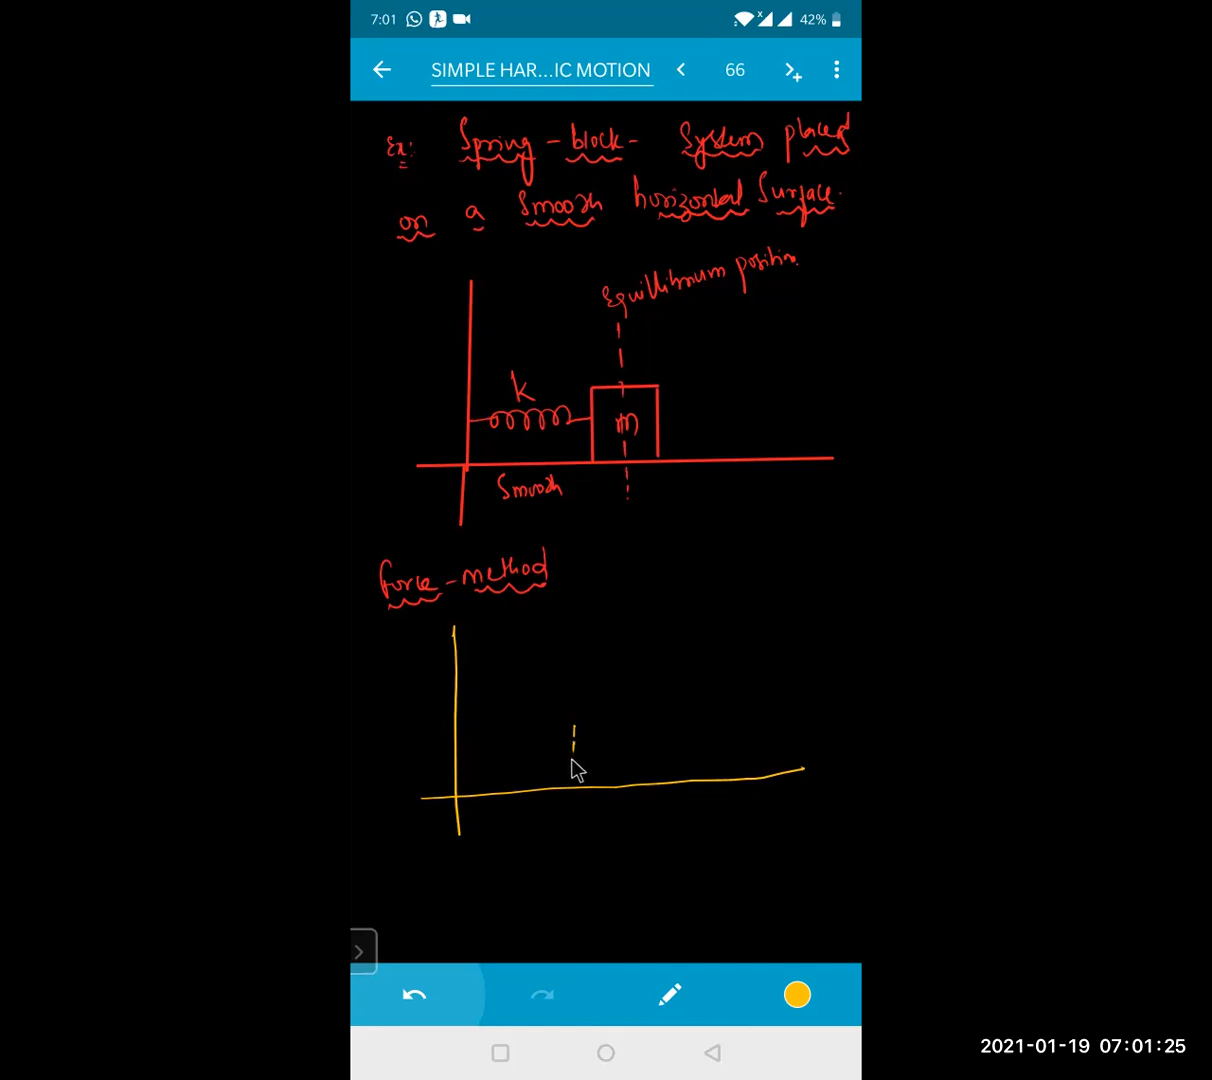 7:01
42%
SIMPLE HAR...IC MOTION
66
Ex: Spring-block-System placed
on a Smooth horizontal Surface.
Equillibrium position
k
m
Smooth
force-method
2021-01-19 07:01:25